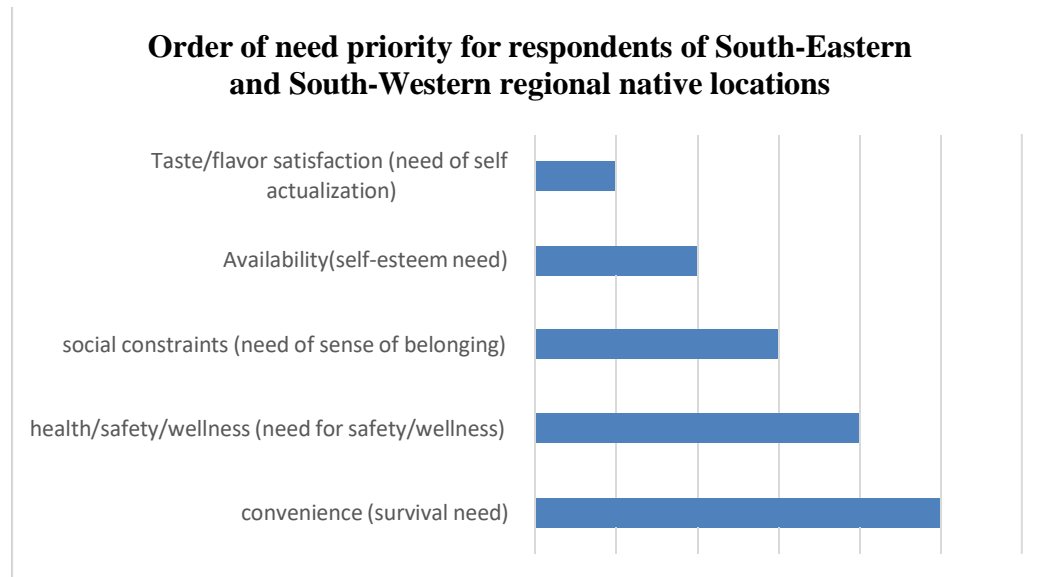 Order of need priority for respondents of South-Eastern
and South-Western regional native locations
Taste/flavor satisfaction (need of self
actualization)
Availability(self-esteem need)
social constraints (need of sense of belonging)
health/safety/wellness (need for safety/wellness)
convenience (survival need)